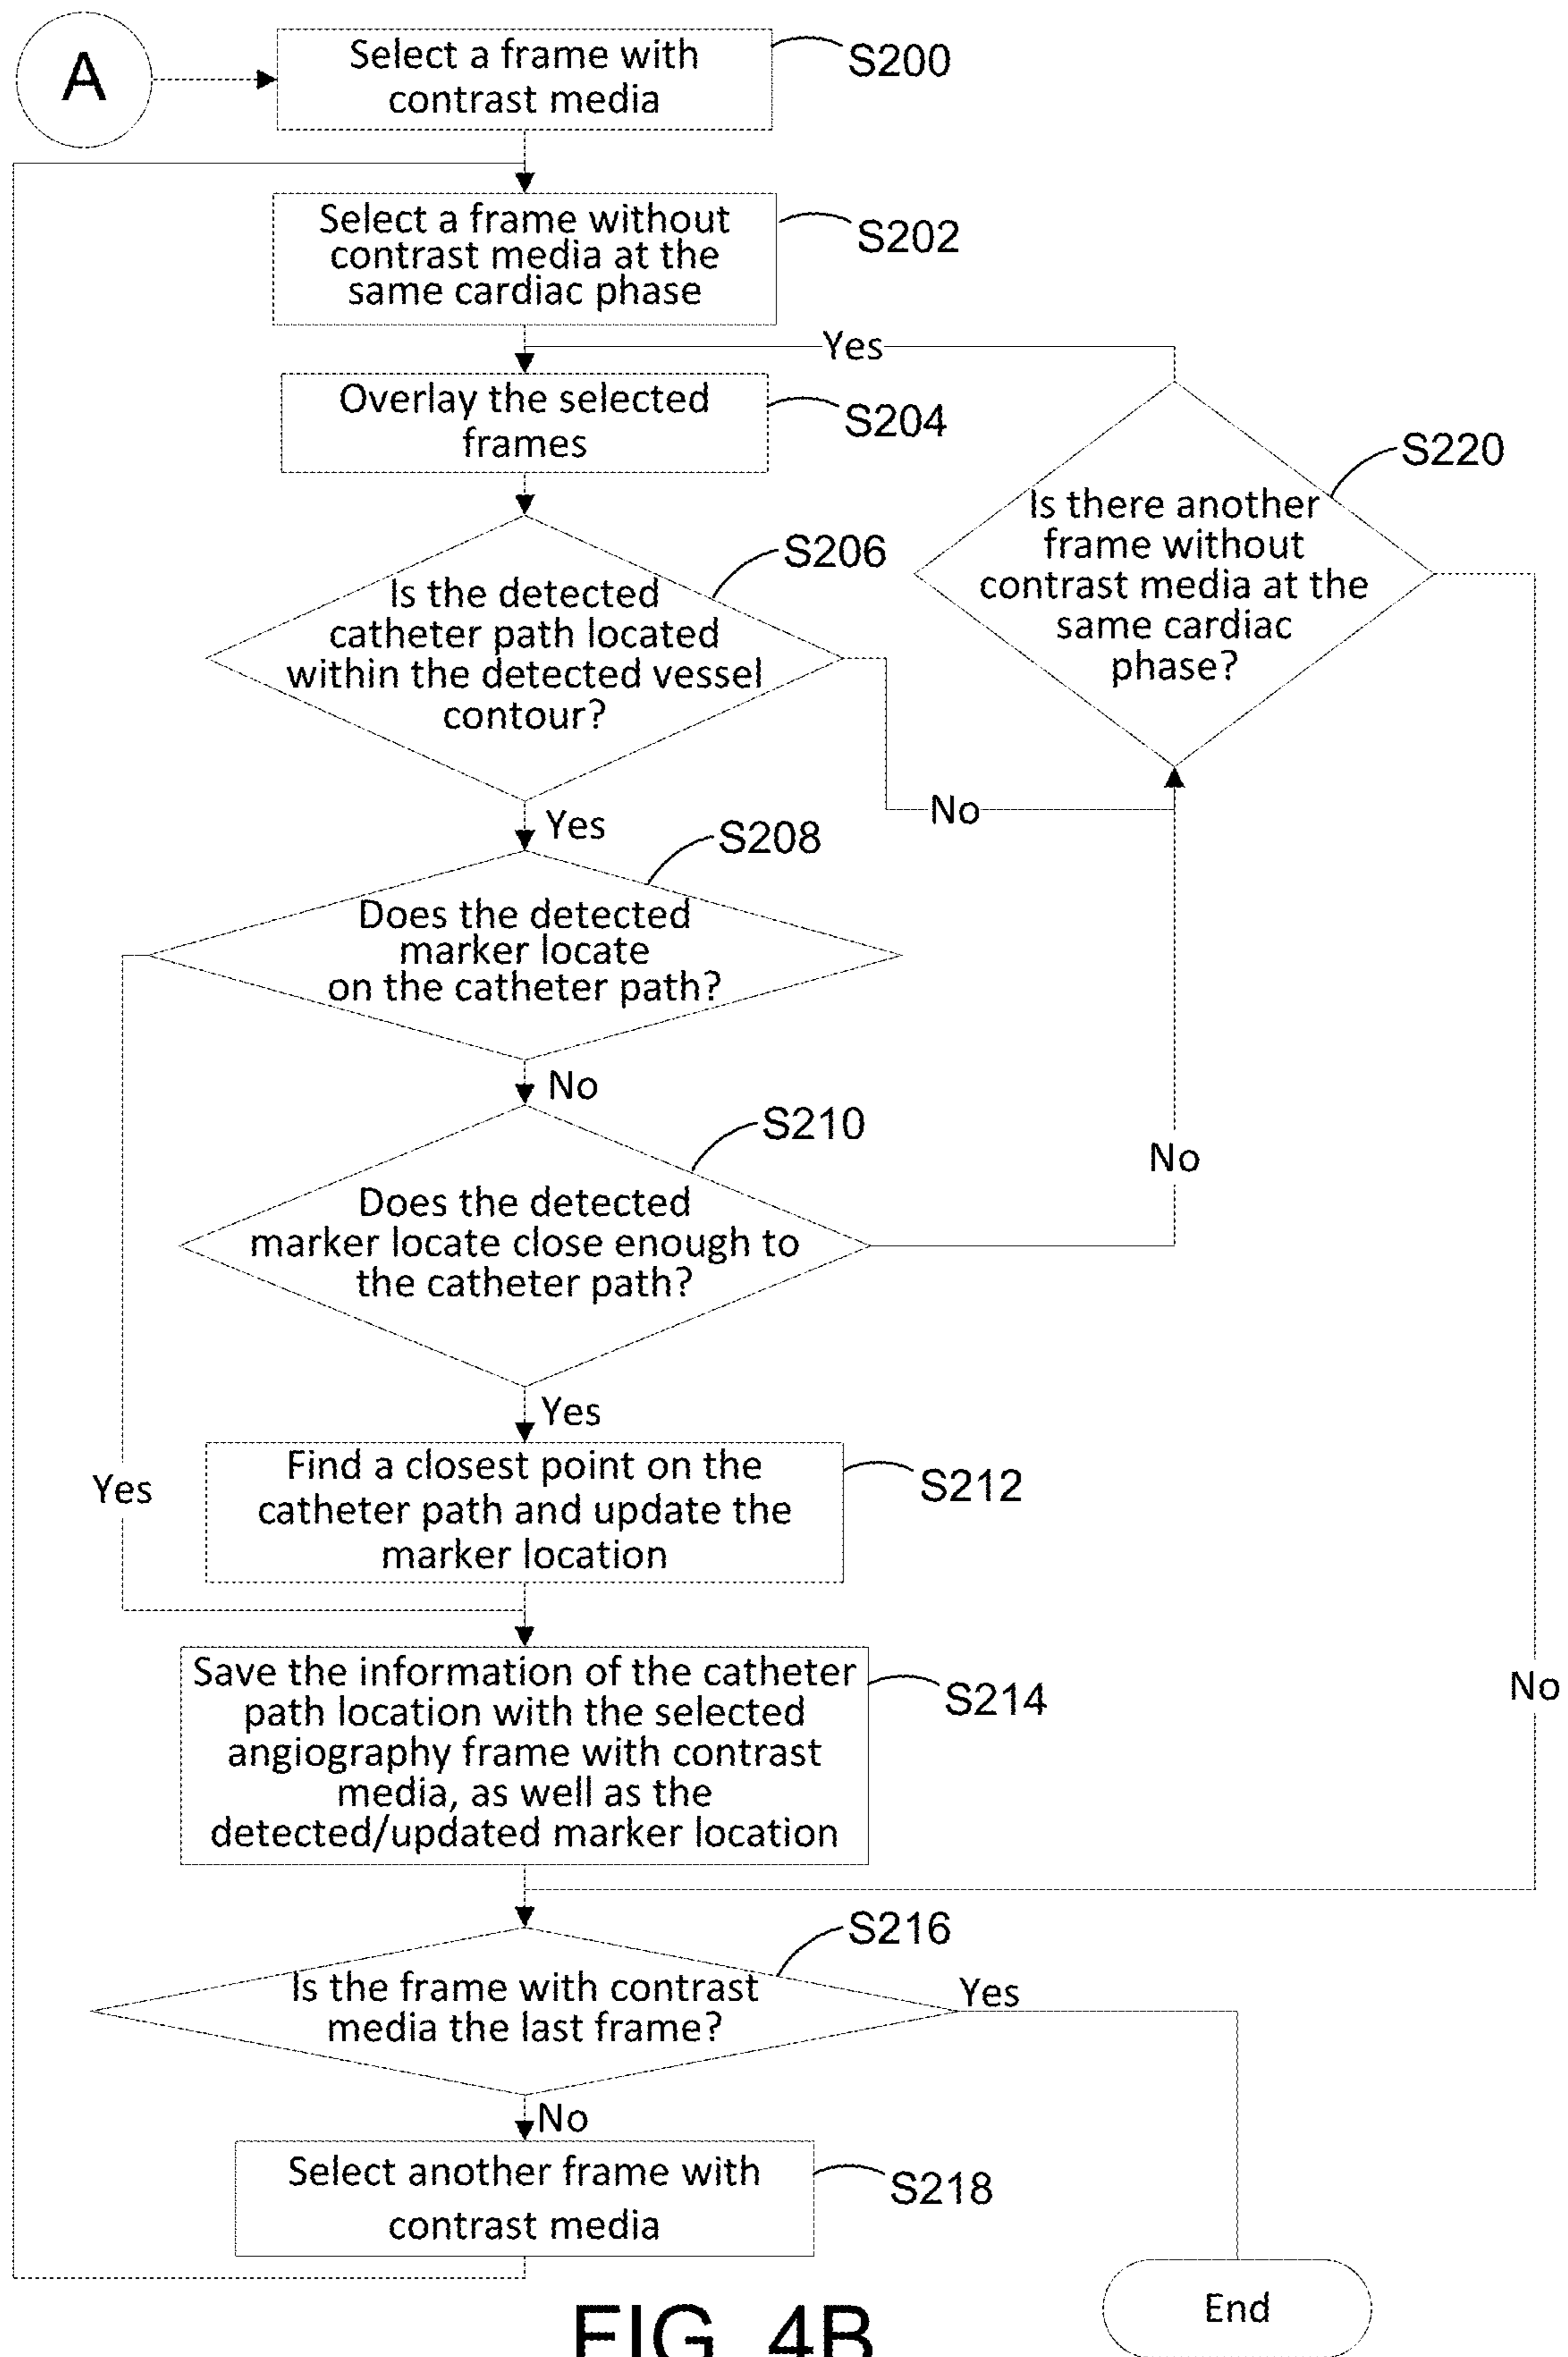 A
Select a frame with
contrast media
S200
Select a frame without
contrast media at the
same cardiac phase
S202
Yes
Overlay the selected
frames
S204
S220
Is there another
frame without
contrast media at the
same cardiac
phase?
S206
Is the detected
catheter path located
within the detected vessel
contour?
No
Yes
S208
Does the detected
marker locate
on the catheter path?
No
S210
No
Does the detected
marker locate close enough to
the catheter path?
Yes
Yes
Find a closest point on the
catheter path and update the
marker location
S212
Save the information of the catheter
path location with the selected
angiography frame with contrast
media, as well as the
detected/updated marker location
S214
No
S216
Is the frame with contrast
media the last frame?
Yes
No
Select another frame with
contrast media
S218
End
FIG. 4B